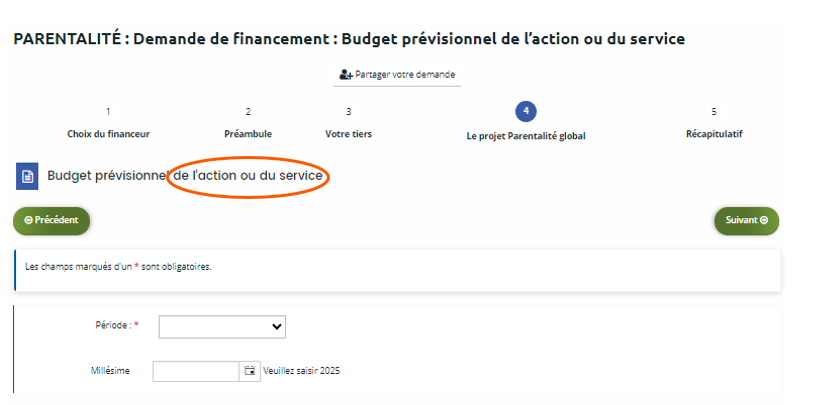 PARENTALITÉ : Demande de financement : Budget prévisionnel de l'action ou du service
Partager votre demande
1 2 3 4 5
Choix du financeur Préambule Votre tiers Le projet Parentalité global Récapitulatif
Budget prévisionnel de l'action ou du service
Précédent Suivant
Les champs marqués d'un * sont obligatoires.
Période : *
Millésime Veuillez saisir 2025